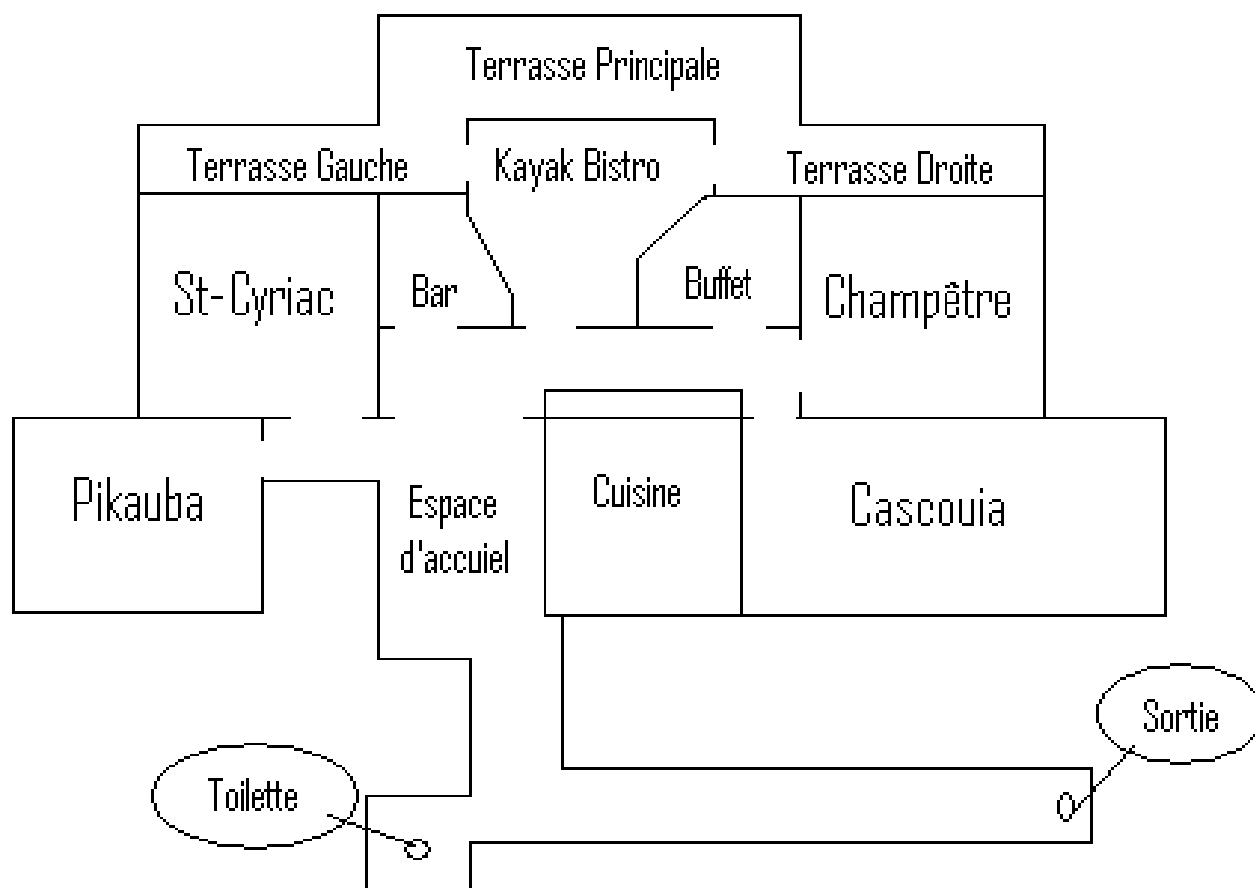 Terrasse Principale
Terrasse Gauche
Kayak Bistro
Terrasse Droite
St-Cyriac
Bar
Buffet
Champêtre
Pikauba
Espace
d'accuiel
Cuisine
Cascouia
Sortie
Toilette